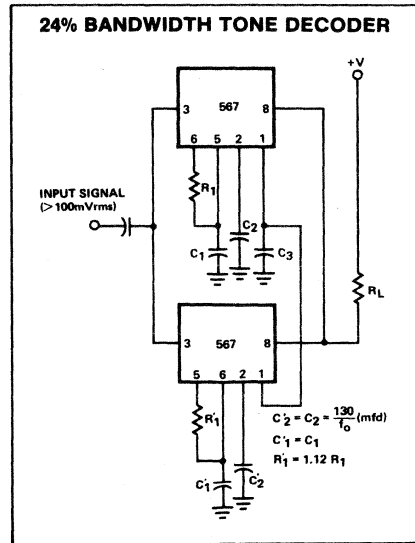 24% BANDWIDTH TONE DECODER
+V
3 567 8
6 5 2 1
R1
INPUT SIGNAL
(>100mVrms)
C1
C2
C3
RL
3 567 8
5 6 2 1
R'1
C'1
C'2
C'2 = C2 = 130/fo (mfd)
C'1 = C1
R'1 = 1.12 R1